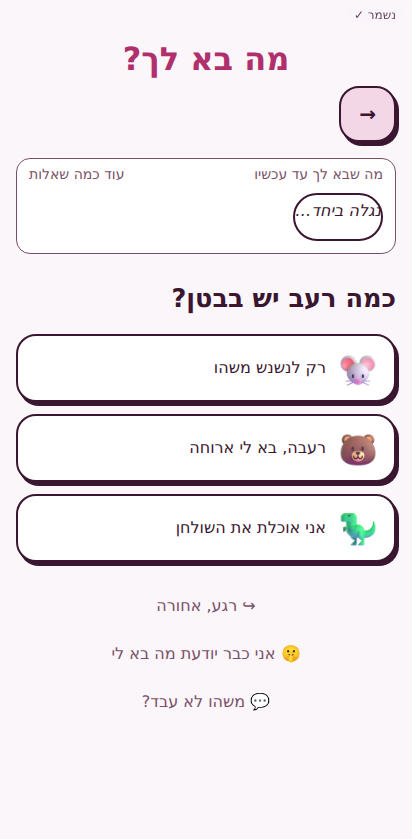 נשמר ✓
מה בא לך?
→
מה שבא לך עד עכשיו
עוד כמה שאלות
נגלה ביחד...
כמה רעב יש בבטן?
רק לנשנש משהו
רעבה, בא לי ארוחה
אני אוכלת את השולחן
↪ רגע, אחורה
🤫 אני כבר יודעת מה בא לי
💬 משהו לא עבד?